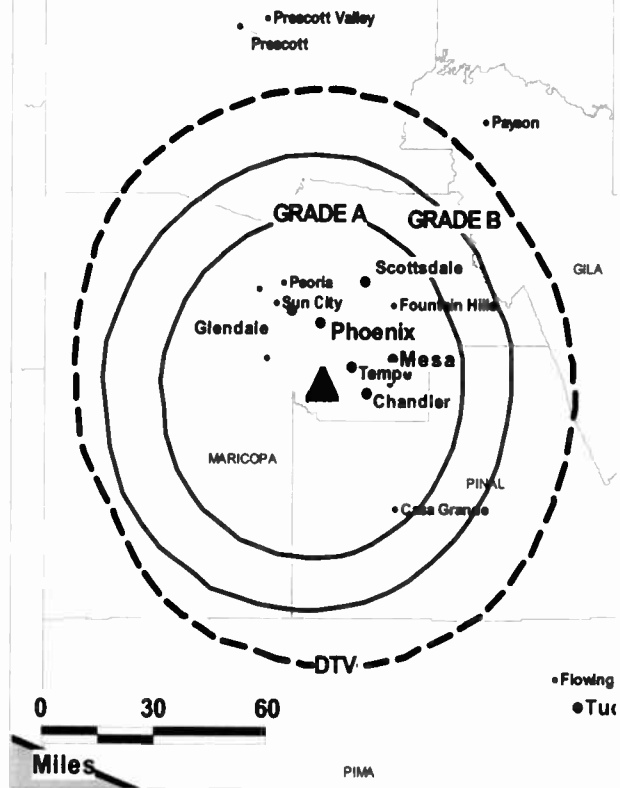 Prescott Valley
Prescott
Payson
GRADE A
GRADE B
Scottsdale
GILA
Peoria
Sun City
Fountain Hills
Glendale
Phoenix
Mesa
Tempe
Chandler
MARICOPA
PINAL
Casa Grande
DTV
Flowing
Tuc
0 30 60
Miles
PIMA